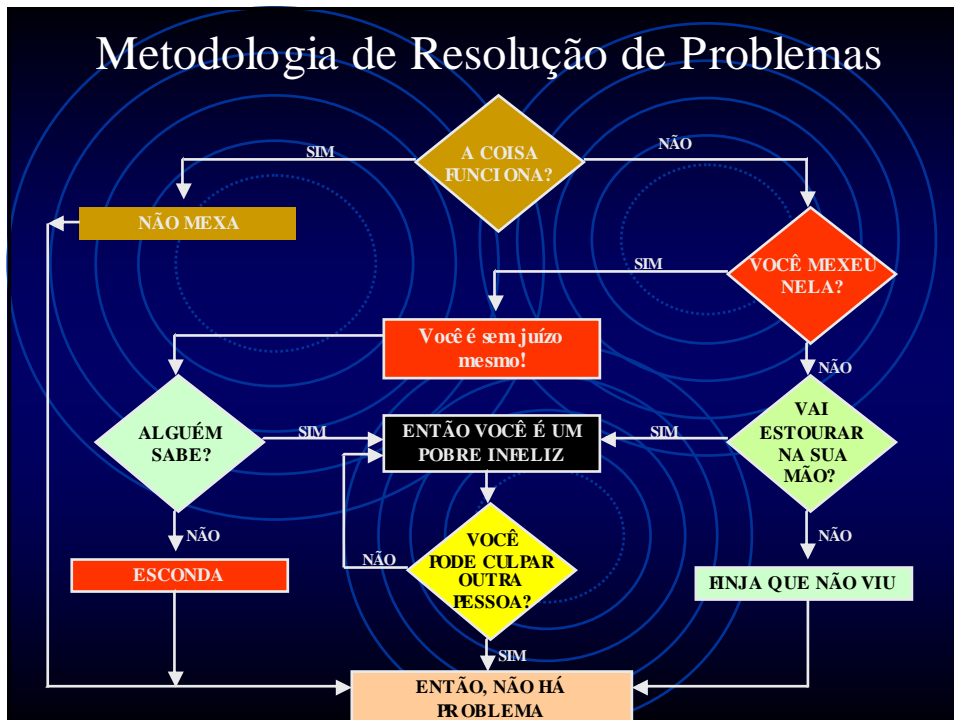 Metodologia de Resolução de Problemas
A COISA
FUNCIONA?
SIM
NÃO
NÃO MEXA
VOCÊ MEXEU
NELA?
SIM
Você é sem juízo
mesmo!
NÃO
ALGUÉM
SABE?
SIM
ENTÃO VOCÊ É UM
POBRE INFELIZ
SIM
VAI
ESTOURAR
NA SUA
MÃO?
NÃO
ESCONDA
NÃO
VOCÊ
PODE CULPAR
OUTRA
PESSOA?
NÃO
FINJA QUE NÃO VIU
SIM
ENTÃO, NÃO HÁ
PROBLEMA